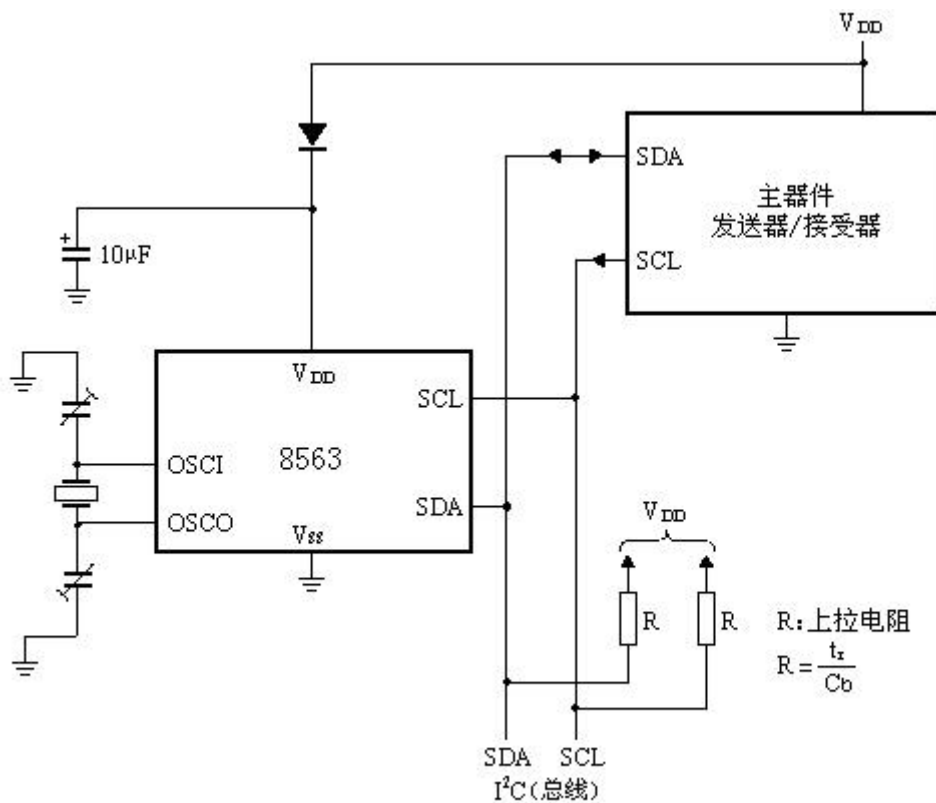 VDD
SDA
主器件
发送器/接受器
SCL
+
10μF
VDD
SCL
OSCI
8563
SDA
OSCO
Vss
VDD
R
R
R:上拉电阻
R=tr/Cb
SDA SCL
I²C(总线)